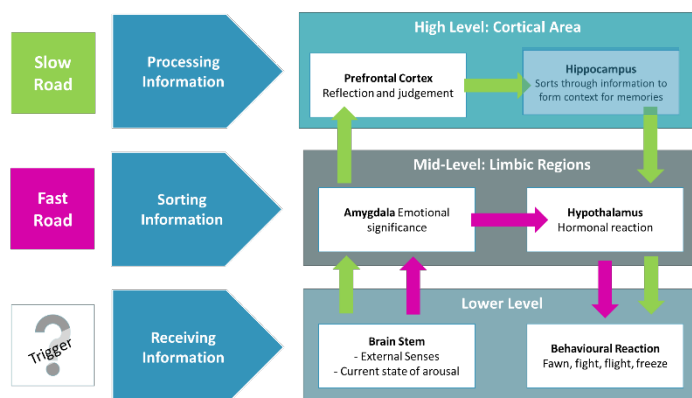 Slow
Road
Processing
Information
High Level: Cortical Area
Prefrontal Cortex
Reflection and judgement
Hippocampus
Sorts through information to
form context for memories
Fast
Road
Sorting
Information
Mid-Level: Limbic Regions
Amygdala Emotional
significance
Hypothalamus
Hormonal reaction
?
Trigger
Receiving
Information
Lower Level
Brain Stem
- External Senses
- Current state of arousal
Behavioural Reaction
Fawn, fight, flight, freeze